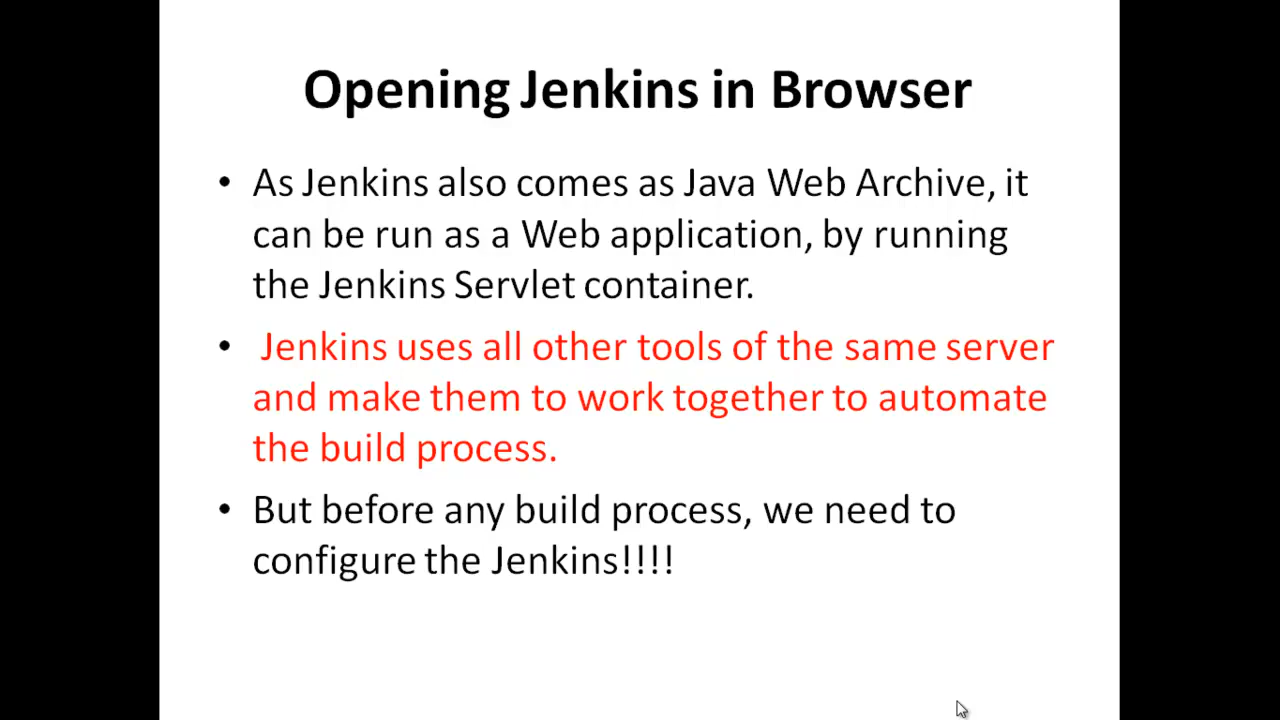 Opening Jenkins in Browser
• As Jenkins also comes as Java Web Archive, it
can be run as a Web application, by running
the Jenkins Servlet container.
• Jenkins uses all other tools of the same server
and make them to work together to automate
the build process.
• But before any build process, we need to
configure the Jenkins!!!!